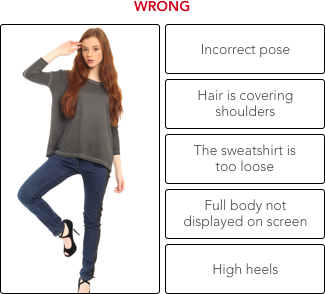 WRONG
Incorrect pose
Hair is covering
shoulders
The sweatshirt is
too loose
Full body not
displayed on screen
High heels